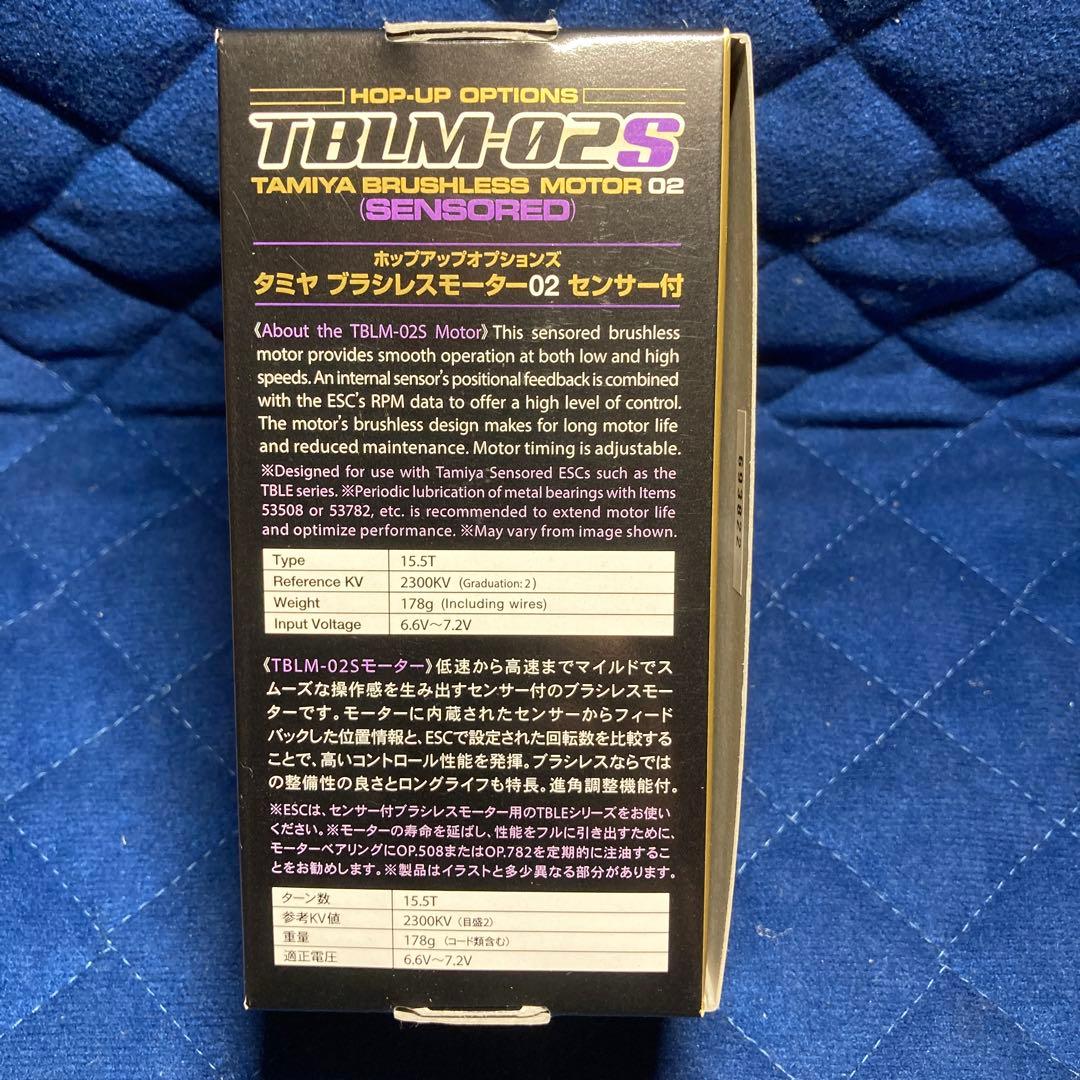 HOP-UP OPTIONS
TBLM-02S
TAMIYA BRUSHLESS MOTOR 02
(SENSORED)
ホップアップオプションズ
タミヤ ブラシレスモーター02 センサー付
《About the TBLM-02S Motor》This sensored brushless
motor provides smooth operation at both low and high
speeds. An internal sensor's positional feedback is combined
with the ESC's RPM data to offer a high level of control.
The motor's brushless design makes for long motor life
and reduced maintenance. Motor timing is adjustable.
※Designed for use with Tamiya Sensored ESCs such as the
TBLE series. ※Periodic lubrication of metal bearings with Items
53508 or 53782, etc. is recommended to extend motor life
and optimize performance. ※May vary from image shown.
Type 15.5T
Reference KV 2300KV (Graduation: 2)
Weight 178g (Including wires)
Input Voltage 6.6V〜7.2V
《TBLM-02Sモーター》低速から高速までマイルドでス
ムーズな操作感を生み出すセンサー付のブラシレスモー
ターです。モーターに内蔵されたセンサーからフィード
バックした位置情報と、ESCで設定された回転数を比較する
ことで、高いコントロール性能を発揮。ブラシレスならでは
の整備性の良さとロングライフも特長。進角調整機能付。
※ESCは、センサー付ブラシレスモーター用のTBLEシリーズをお使い
ください。※モーターの寿命を延ばし、性能をフルに引き出すために、
モーターベアリングにOP.508またはOP.782を定期的に注油するこ
とをお勧めします。※製品はイラストと多少異なる部分があります。
ターン数 15.5T
参考KV値 2300KV (目盛2)
重量 178g (コード類含む)
適正電圧 6.6V〜7.2V
693822